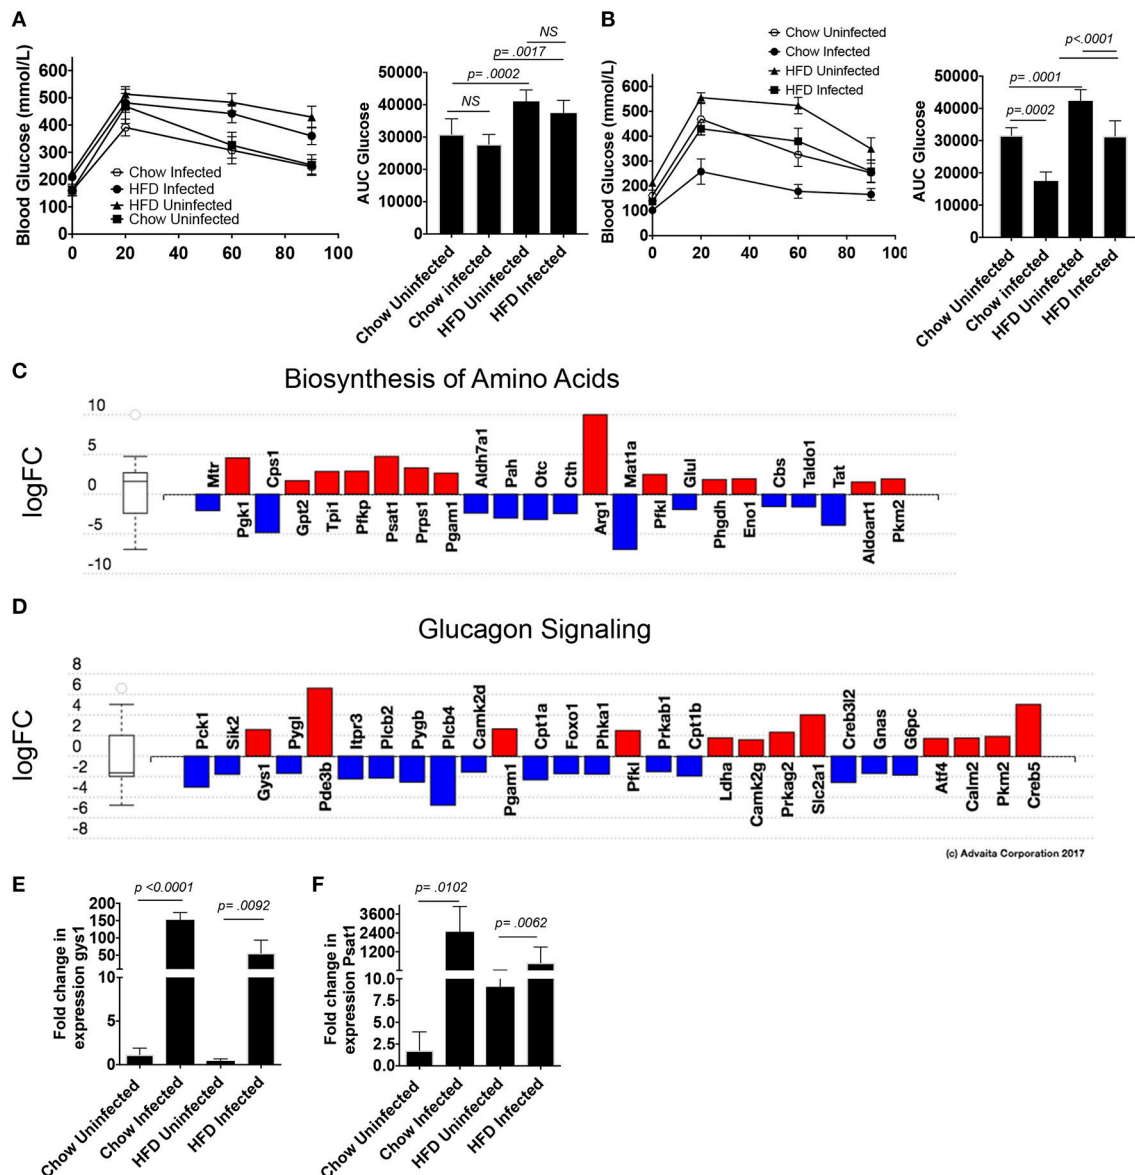 A
B
Blood Glucose (mmol/L)
600
500
400
300
200
100
0
0
20
40
60
80
100
Chow Infected
HFD Infected
HFD Uninfected
Chow Uninfected
NS
p= .0017
p= .0002
NS
AUC Glucose
50000
40000
30000
20000
10000
0
Chow Uninfected
Chow infected
HFD Uninfected
HFD Infected
Chow Uninfected
Chow Infected
HFD Uninfected
HFD Infected
Blood Glucose (mmol/L)
600
500
400
300
200
100
0
0
20
40
60
80
100
p<.0001
p= .0001
p=.0002
AUC Glucose
50000
40000
30000
20000
10000
0
Chow Uninfected
Chow infected
HFD Uninfected
HFD Infected
C
Biosynthesis of Amino Acids
logFC
10
5
0
-5
-10
Mtr
Pgk1
Cps1
Gpt2
Tpi1
Pfkp
Psat1
Prps1
Pgam1
Aldh7a1
Pah
Otc
Cth
Arg1
Mat1a
Pfkl
Glul
Phgdh
Eno1
Cbs
Taldo1
Tat
Aldoart1
Pkm2
D
Glucagon Signaling
logFC
8
6
4
2
0
-2
-4
-6
-8
Pck1
Sik2
Gys1
Pygl
Pde3b
Itpr3
Plcb2
Pygb
Plcb4
Camk2d
Pgam1
Cpt1a
Foxo1
Phka1
Pfkl
Prkab1
Cpt1b
Ldha
Camk2g
Prkag2
Slc2a1
Creb3l2
Gnas
G6pc
Atf4
Calm2
Pkm2
Creb5
(c) Advaita Corporation 2017
E
p <0.0001
p= .0092
Fold change in
expression gys1
200
150
100
50
10
5
0
Chow Uninfected
Chow Infected
HFD Uninfected
HFD Infected
F
p= .0102
p= .0062
Fold change in
expression Psat1
3600
2400
1200
10.0
7.5
5.0
2.5
0.0
Chow Uninfected
Chow Infected
HFD Uninfected
HFD Infected